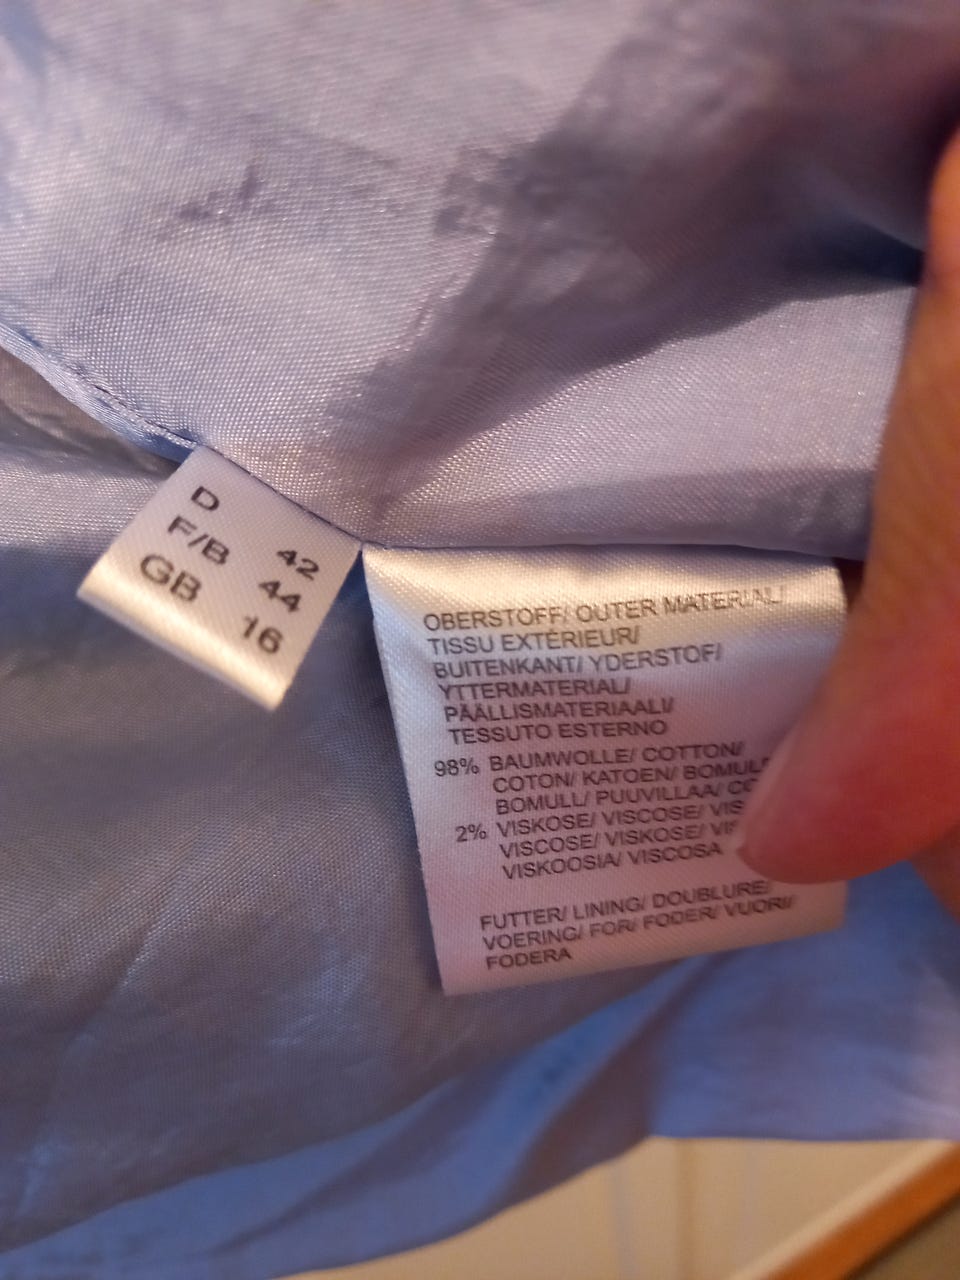 D 42
F/B 44
GB 16
OBERSTOFF/ OUTER MATERIAL/
TISSU EXTÉRIEUR/
BUITENKANT/ YDERSTOF/
YTTERMATERIAL/
PÄÄLLISMATERIAALI/
TESSUTO ESTERNO
98% BAUMWOLLE/ COTTON/
COTON/ KATOEN/
BOMULL/ PUUVILLAA/
2% VISKOSE/ VISCOSE/
VISCOSE/ VISKOSE/
VISKOOSIA/ VISCOSA
FUTTER/ LINING/ DOUBLURE/
VOERING/ FOR/ FODER/ VUORI/
FODERA